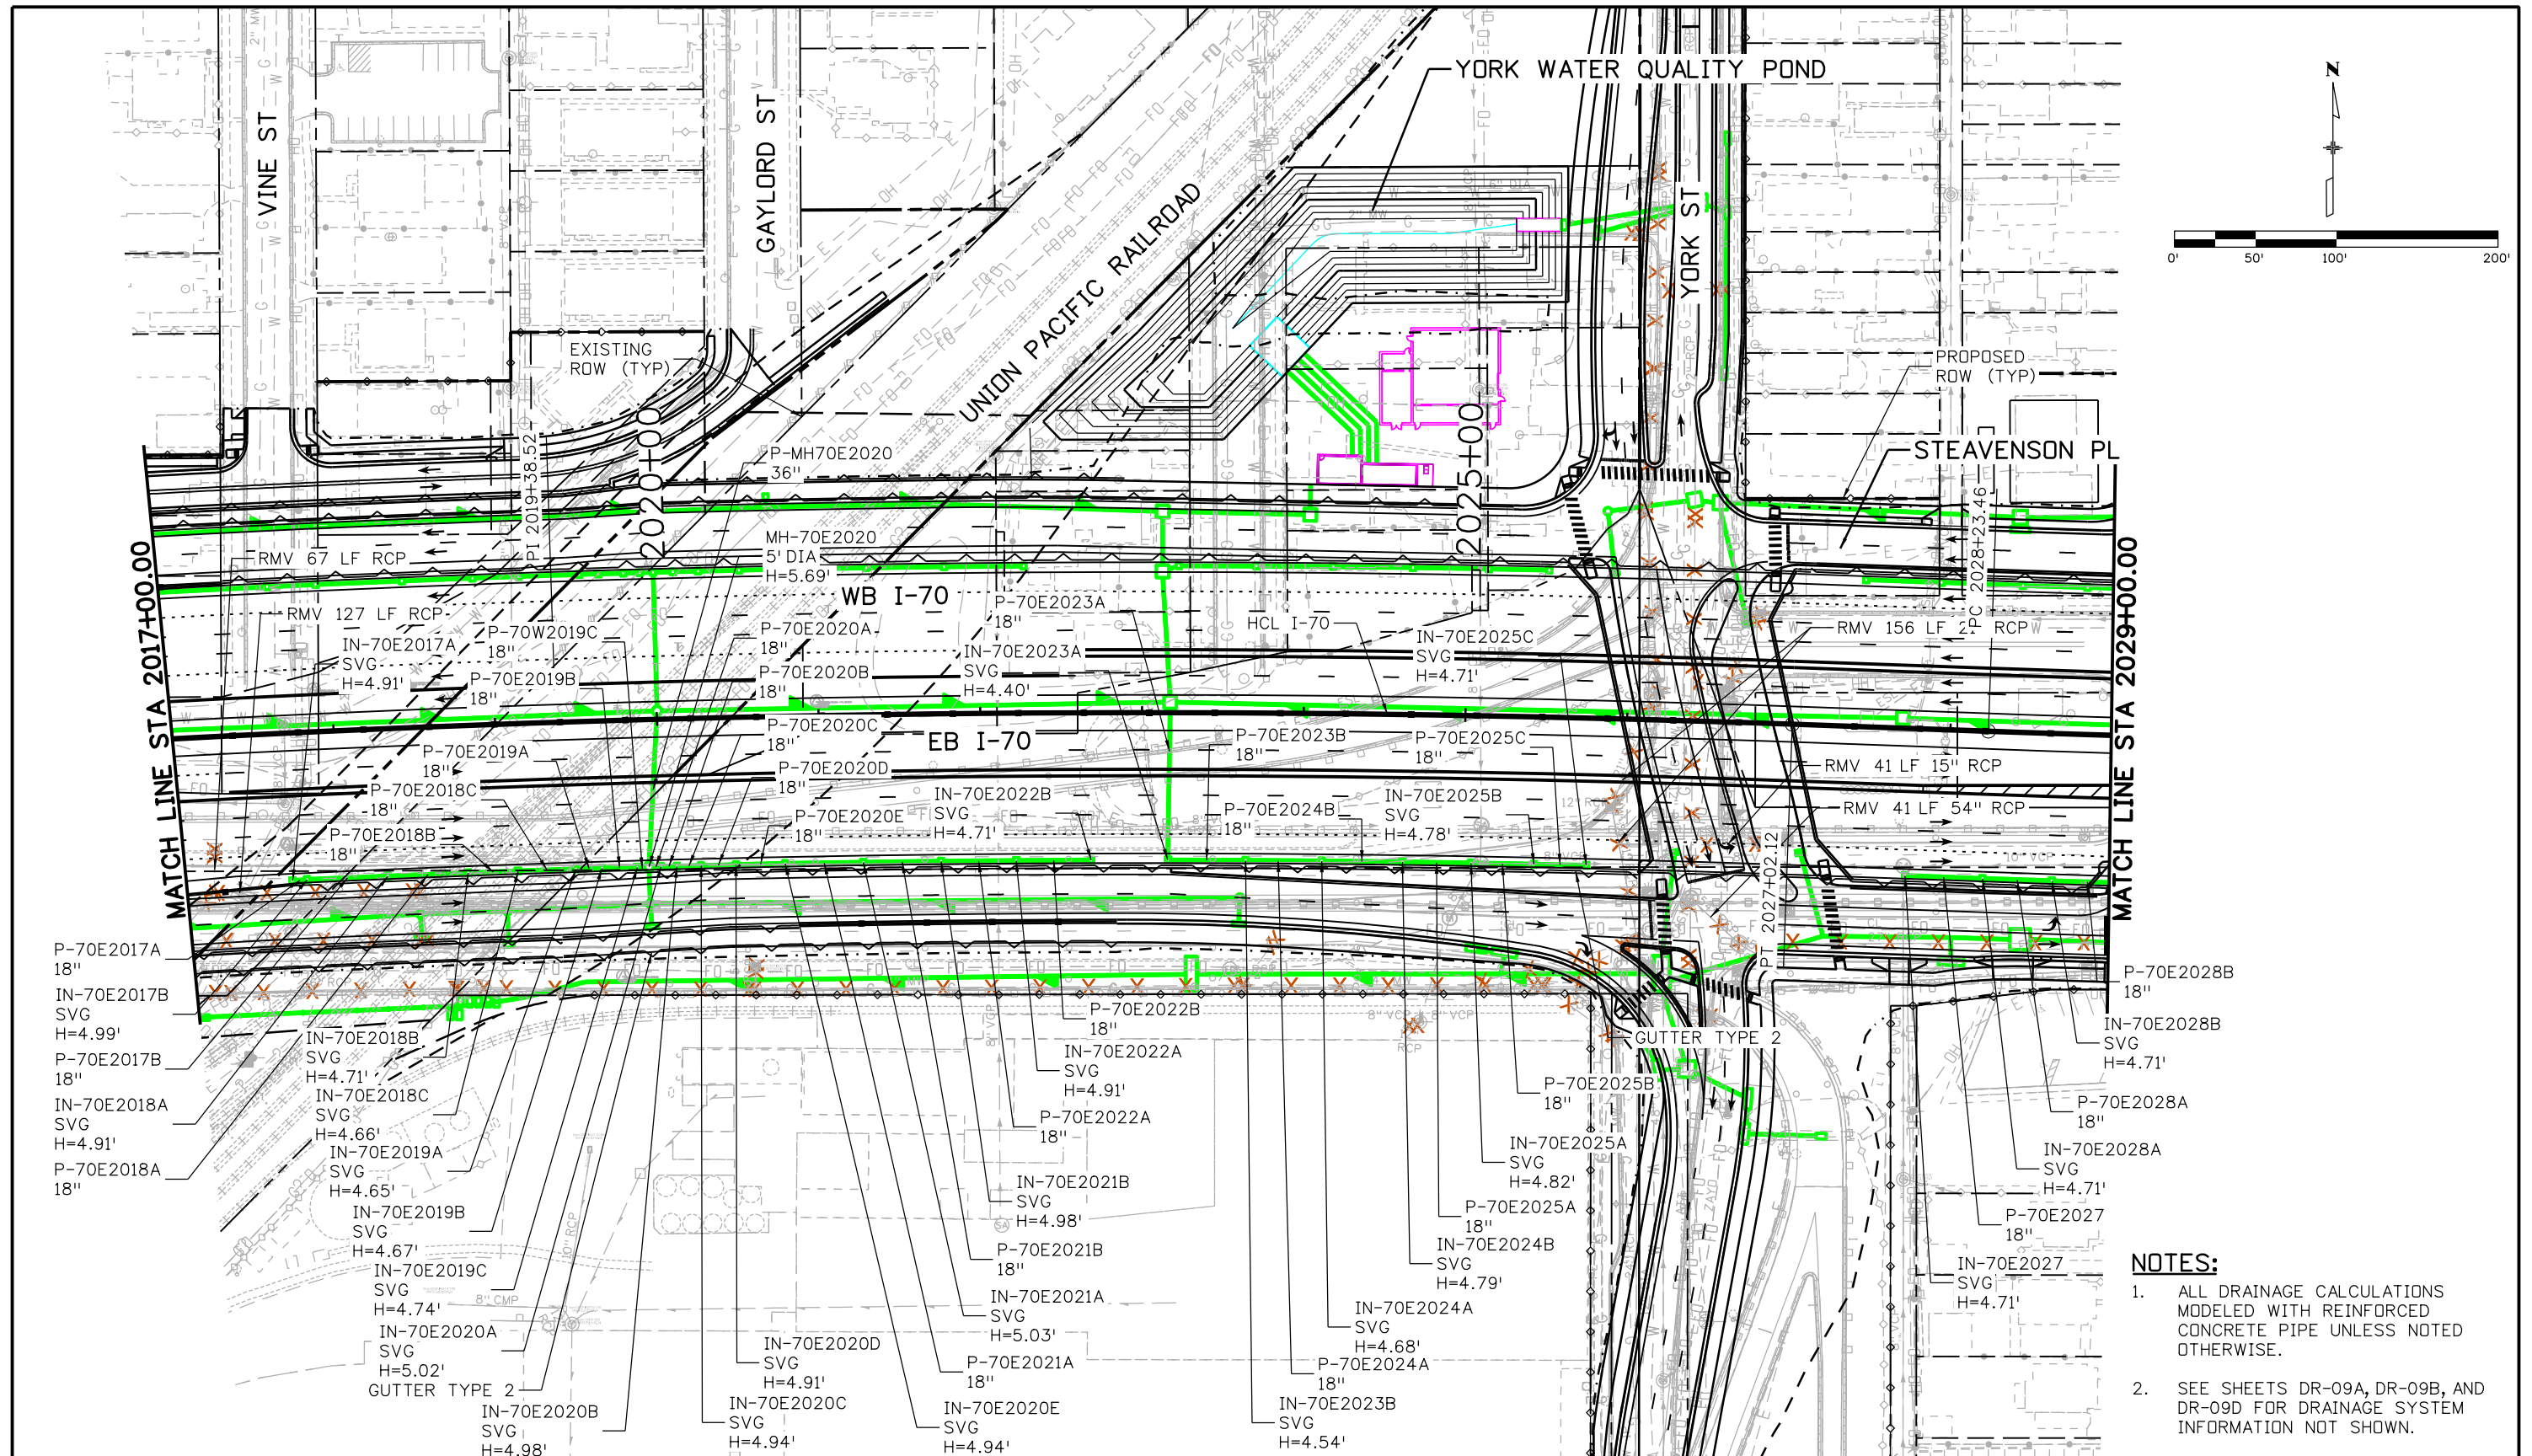 YORK WATER QUALITY POND
N
0' 50' 100' 200'
VINE ST
GAYLORD ST
UNION PACIFIC RAILROAD
YORK ST
EXISTING
ROW (TYP)
PROPOSED
ROW (TYP)
STEAVENSON PL
PI 2019+38.52
2020+00
2025+00
PC 2028+23.46
PT 2027+02.12
MATCH LINE STA 2017+00.00
MATCH LINE STA 2029+00.00
P-MH70E2020
36"
MH-70E2020
5' DIA
H=5.69'
RMV 67 LF RCP
RMV 127 LF RCP
WB I-70
EB I-70
HCL I-70
IN-70E2017A
SVG
H=4.91'
P-70W2019C
18"
P-70E2019B
18"
P-70E2020A
18"
P-70E2020B
18"
P-70E2020C
18"
P-70E2020D
18"
P-70E2020E
18"
P-70E2023A
18"
IN-70E2023A
SVG
H=4.40'
IN-70E2025C
SVG
H=4.71'
RMV 156 LF RCP
P-70E2019A
18"
P-70E2018C
18"
P-70E2018B
18"
IN-70E2022B
SVG
H=4.71'
P-70E2023B
18"
P-70E2025C
18"
P-70E2024B
18"
IN-70E2025B
SVG
H=4.78'
RMV 41 LF 15" RCP
RMV 41 LF 54" RCP
P-70E2017A
18"
IN-70E2017B
SVG
H=4.99'
P-70E2017B
18"
IN-70E2018A
SVG
H=4.91'
P-70E2018A
18"
IN-70E2018B
SVG
H=4.71'
IN-70E2018C
SVG
H=4.66'
IN-70E2019A
SVG
H=4.65'
IN-70E2019B
SVG
H=4.67'
IN-70E2019C
SVG
H=4.74'
IN-70E2020A
SVG
H=5.02'
GUTTER TYPE 2
IN-70E2020B
SVG
H=4.98'
IN-70E2020C
SVG
H=4.94'
IN-70E2020D
SVG
H=4.91'
IN-70E2020E
SVG
H=4.94'
P-70E2021A
18"
IN-70E2021A
SVG
H=5.03'
P-70E2021B
18"
IN-70E2021B
SVG
H=4.98'
P-70E2022A
18"
IN-70E2022A
SVG
H=4.91'
P-70E2022B
18"
IN-70E2023B
SVG
H=4.54'
P-70E2024A
18"
IN-70E2024A
SVG
H=4.68'
IN-70E2024B
SVG
H=4.79'
P-70E2025A
18"
IN-70E2025A
SVG
H=4.82'
P-70E2025B
18"
GUTTER TYPE 2
8" VCP
8" VCP
RCP
10" RCP
8" CMP
10" VCP
2" MW
P-70E2028B
18"
IN-70E2028B
SVG
H=4.71'
P-70E2028A
18"
IN-70E2028A
SVG
H=4.71'
P-70E2027
18"
IN-70E2027
SVG
H=4.71'
NOTES:
1. ALL DRAINAGE CALCULATIONS
MODELED WITH REINFORCED
CONCRETE PIPE UNLESS NOTED
OTHERWISE.
2. SEE SHEETS DR-09A, DR-09B, AND
DR-09D FOR DRAINAGE SYSTEM
INFORMATION NOT SHOWN.